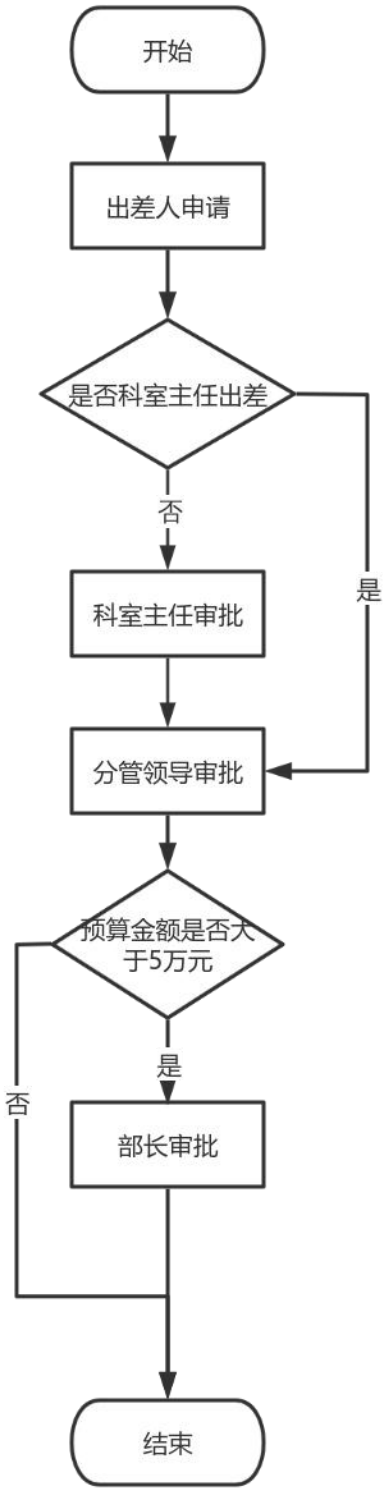 开始
出差人申请
是否科室主任出差
否
是
科室主任审批
分管领导审批
预算金额是否大
于5万元
是
否
部长审批
结束